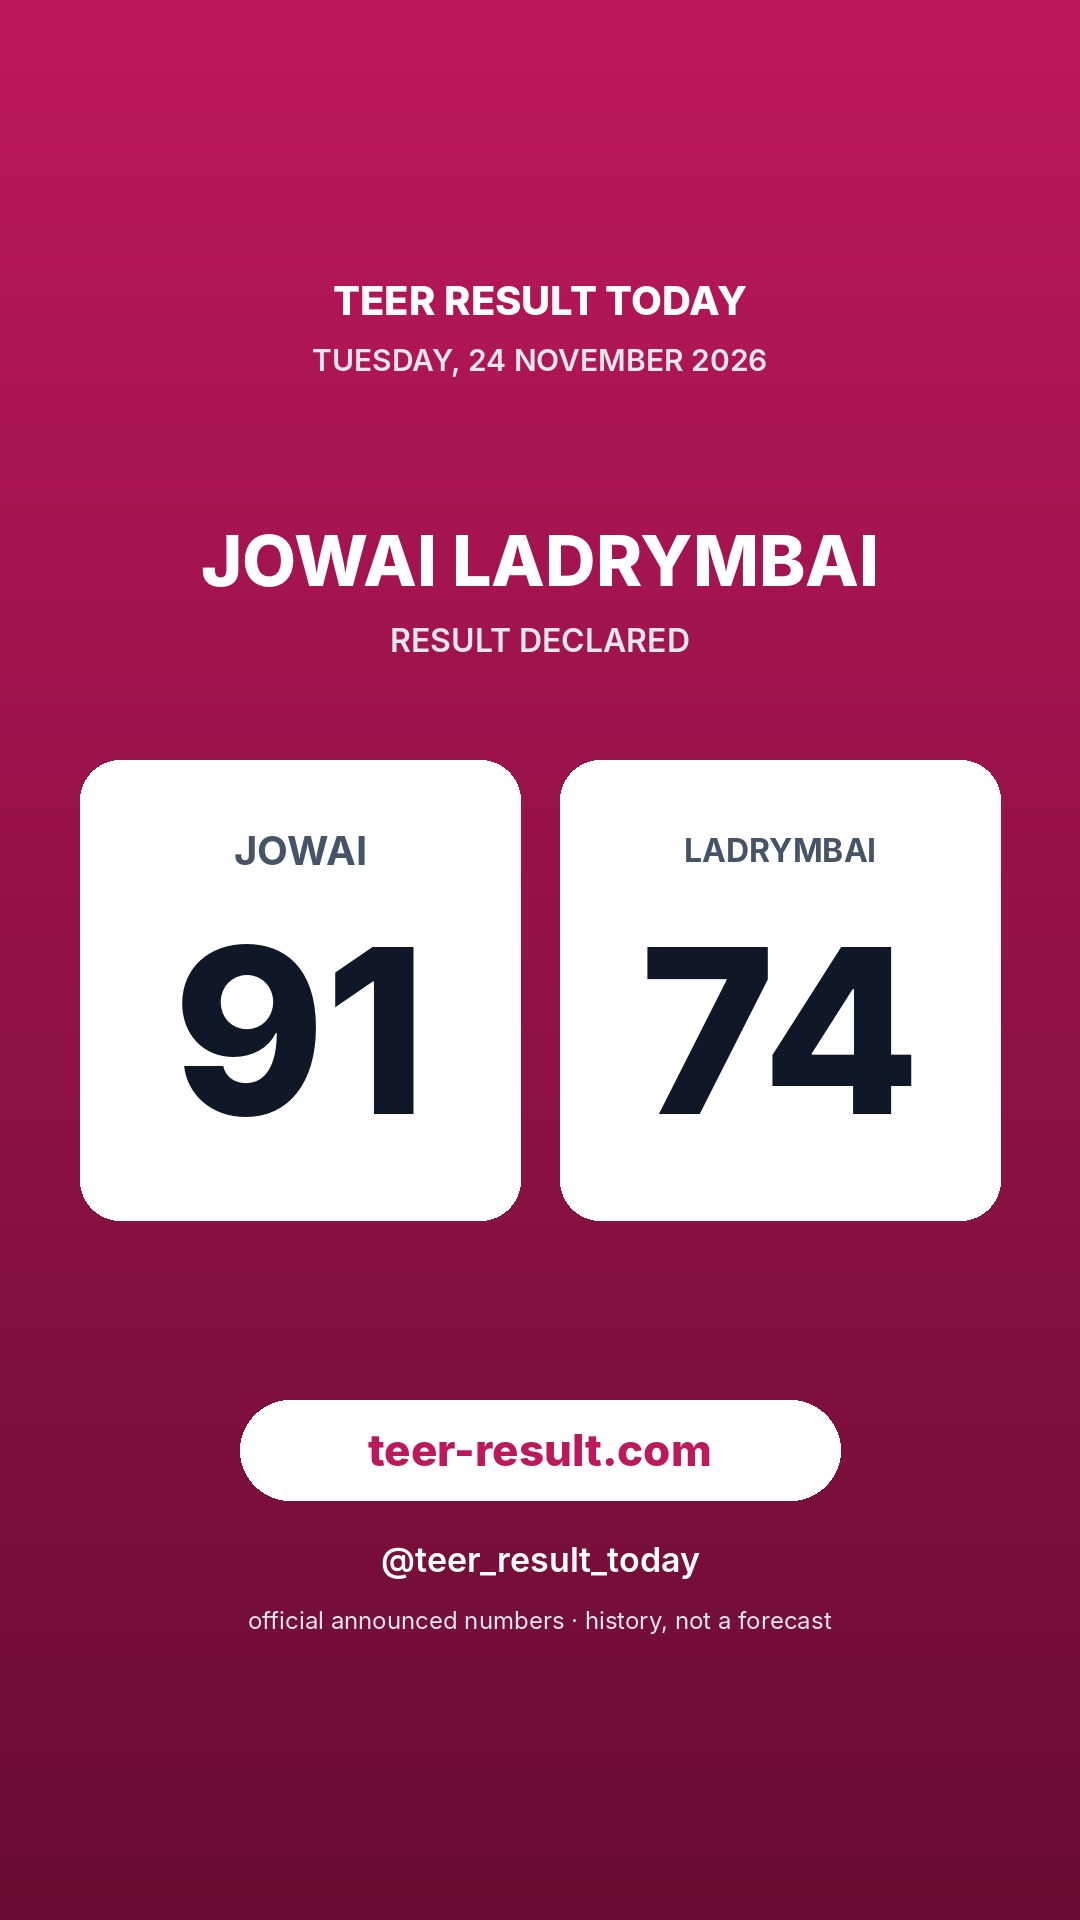 TEER RESULT TODAY
TUESDAY, 24 NOVEMBER 2026
JOWAI LADRYMBAI
RESULT DECLARED
JOWAI
91
LADRYMBAI
74
teer-result.com
@teer_result_today
official announced numbers · history, not a forecast